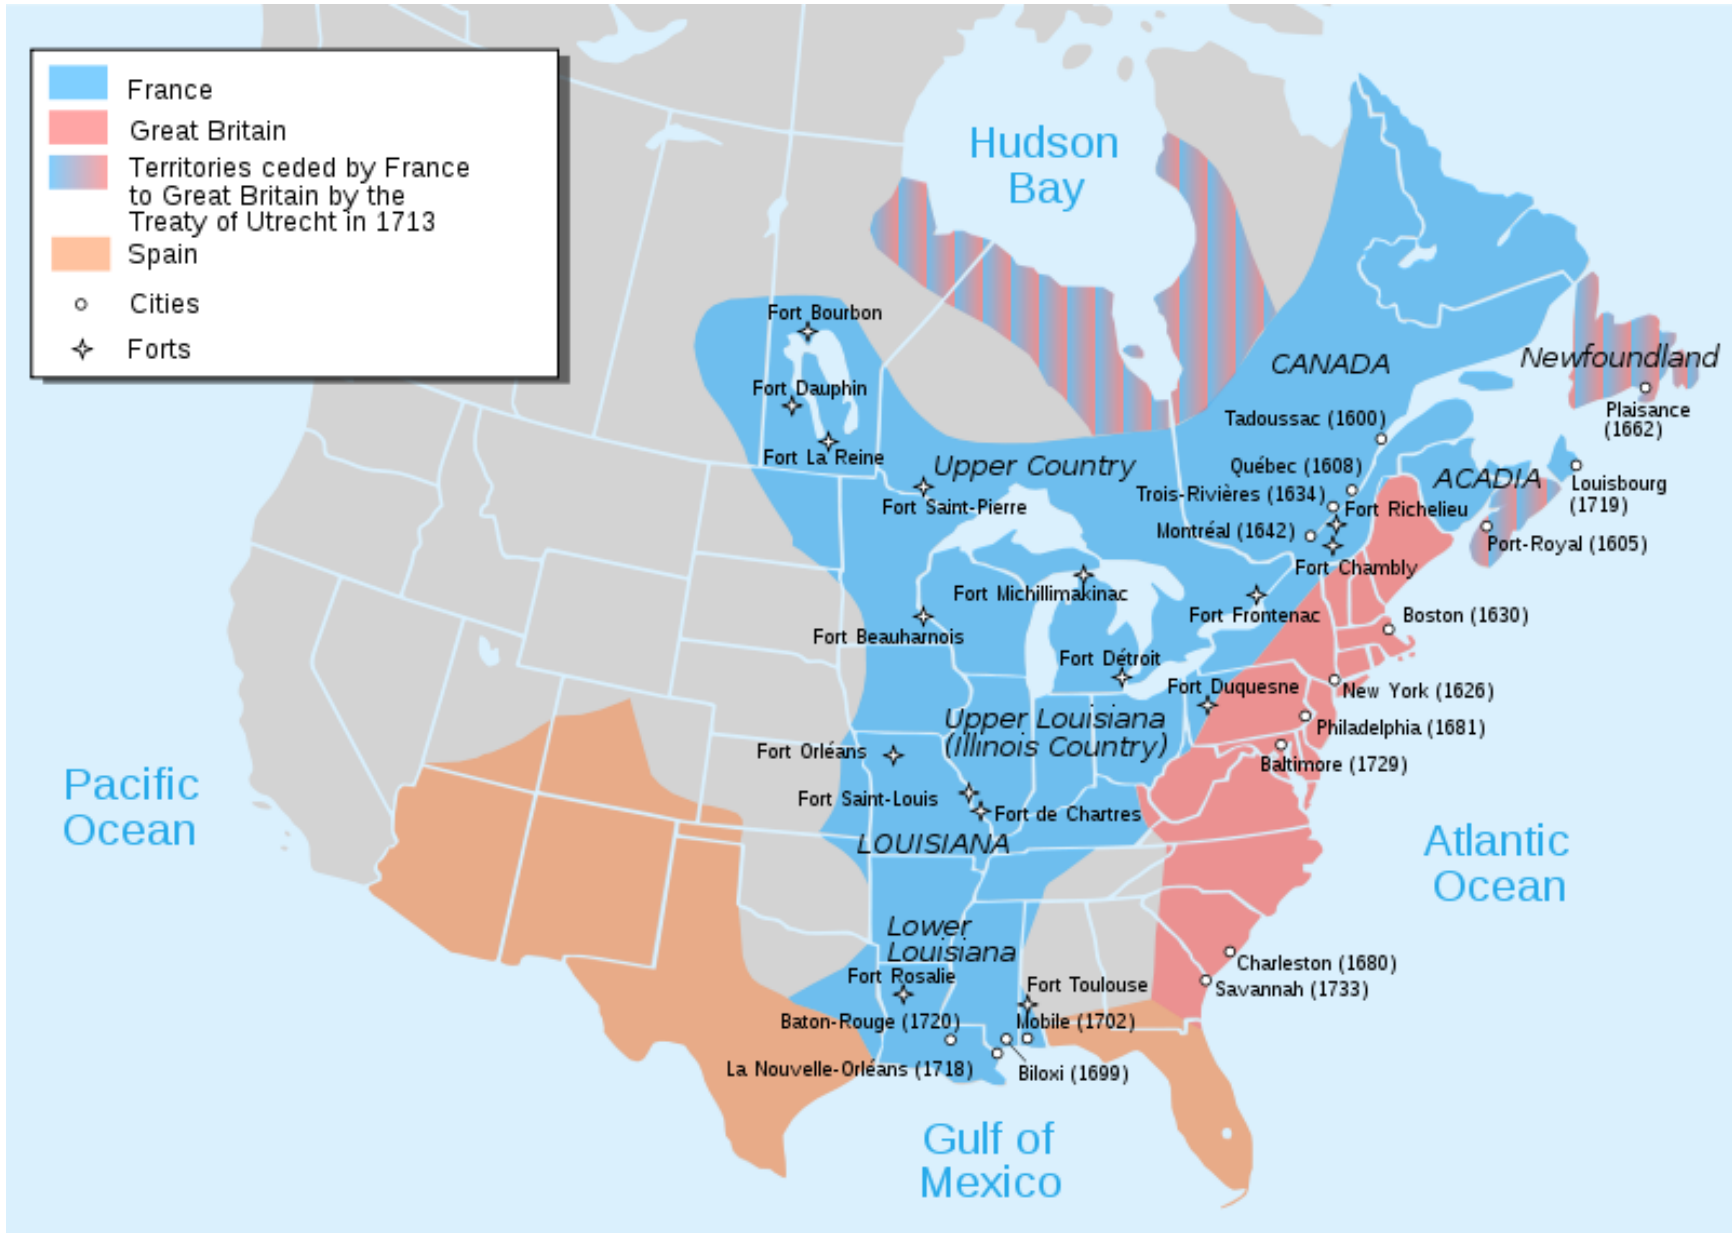 France
Great Britain
Territories ceded by France
to Great Britain by the
Treaty of Utrecht in 1713
Spain
Cities
Forts
Hudson
Bay
Fort Bourbon
Fort Dauphin
Fort La Reine
CANADA
Newfoundland
Plaisance
(1662)
Tadoussac (1600)
Upper Country
Québec (1608)
ACADIA
Louisbourg
(1719)
Trois-Rivières (1634)
Fort Saint-Pierre
Fort Richelieu
Montréal (1642)
Port-Royal (1605)
Fort Chambly
Fort Michillimakinac
Fort Frontenac
Boston (1630)
Fort Beauharnois
Fort Détroit
Fort Duquesne
New York (1626)
Upper Louisiana
(Illinois Country)
Philadelphia (1681)
Fort Orléans
Baltimore (1729)
Pacific
Ocean
Fort Saint-Louis
Fort de Chartres
LOUISIANA
Atlantic
Ocean
Lower
Louisiana
Charleston (1680)
Fort Rosalie
Fort Toulouse
Savannah (1733)
Baton-Rouge (1720)
Mobile (1702)
La Nouvelle-Orléans (1718)
Biloxi (1699)
Gulf of
Mexico